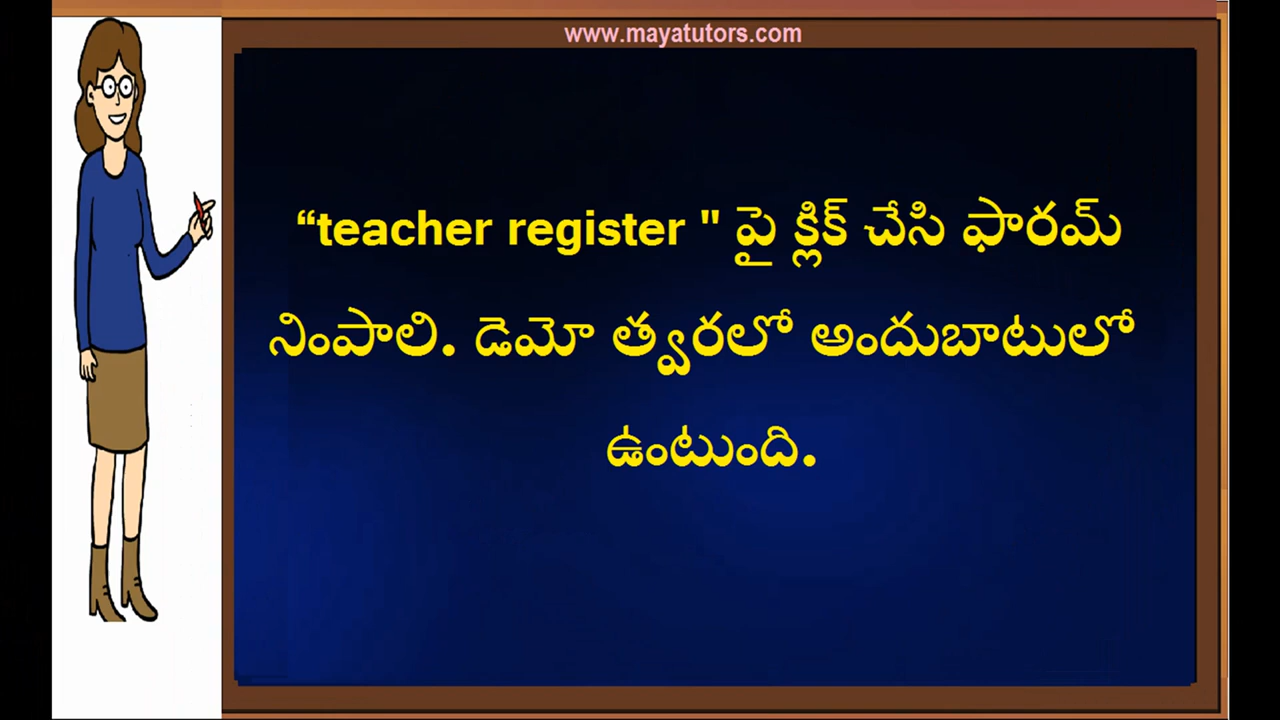 www.mayatutors.com
“teacher register " పై క్లిక్ చేసి ఫారమ్
నింపాలి. డెమో త్వరలో అందుబాటులో
ఉంటుంది.